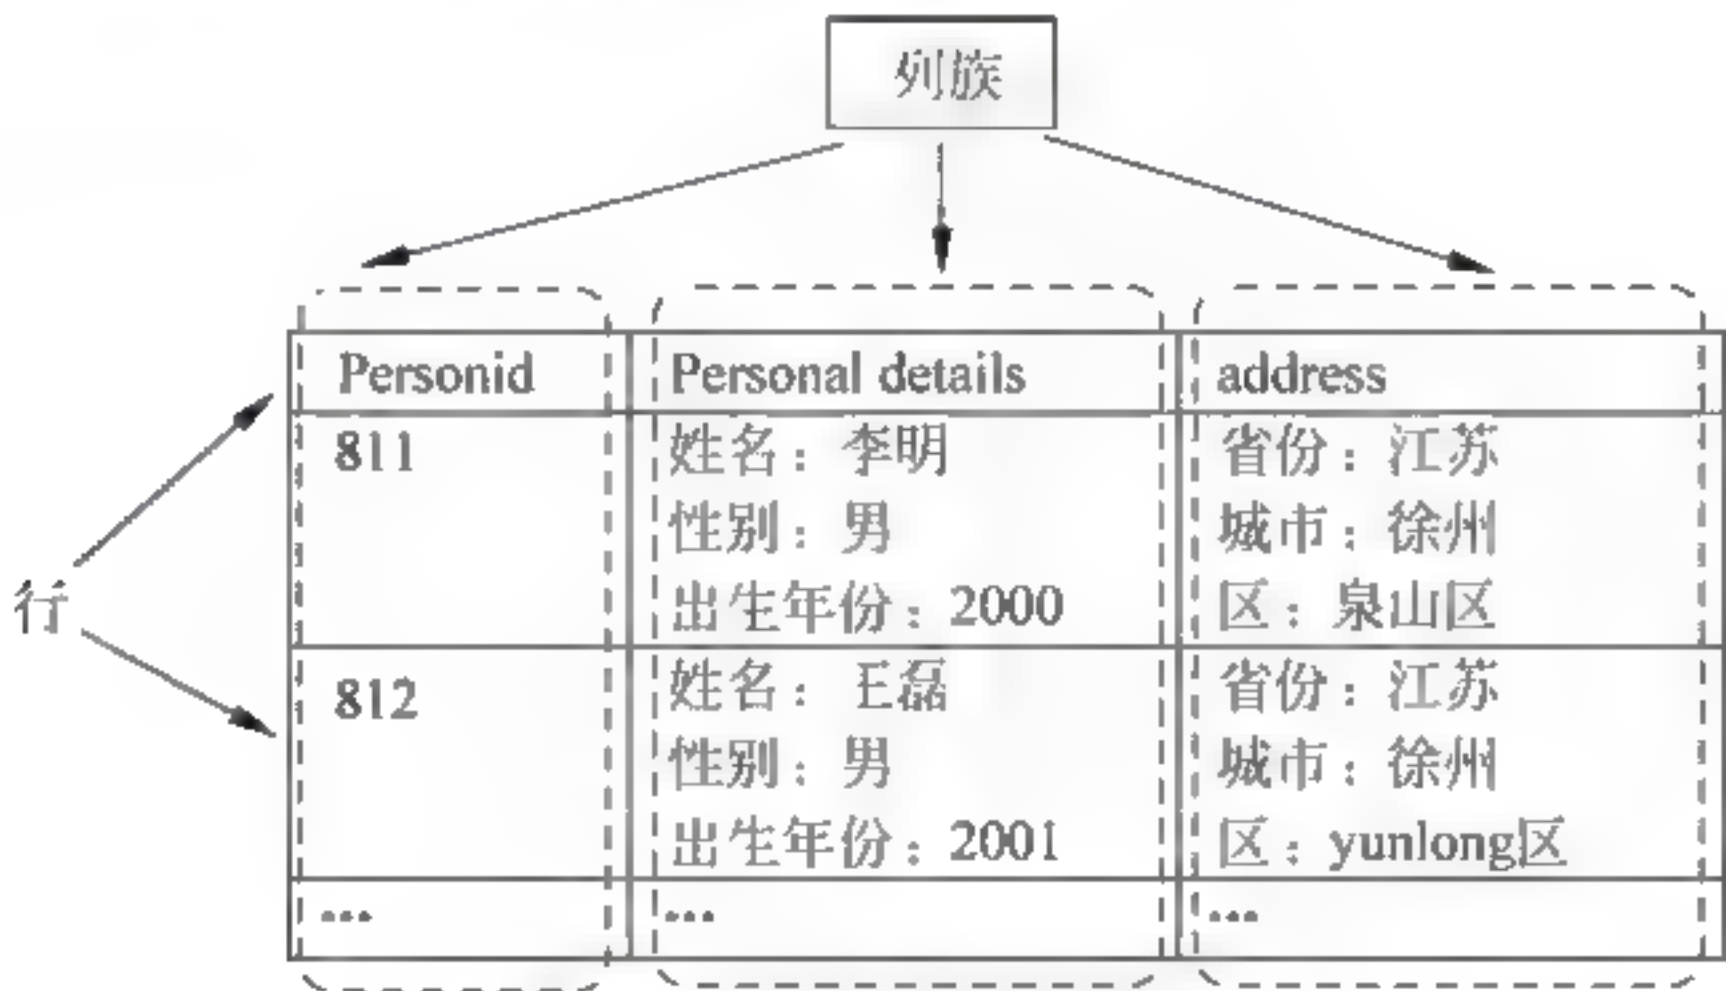 列族
Personid Personal details address
811 姓名：李明 省份：江苏
性别：男 城市：徐州
出生年份：2000 区：泉山区
行
812 姓名：王磊 省份：江苏
性别：男 城市：徐州
出生年份：2001 区：yunlong区
... ... ...